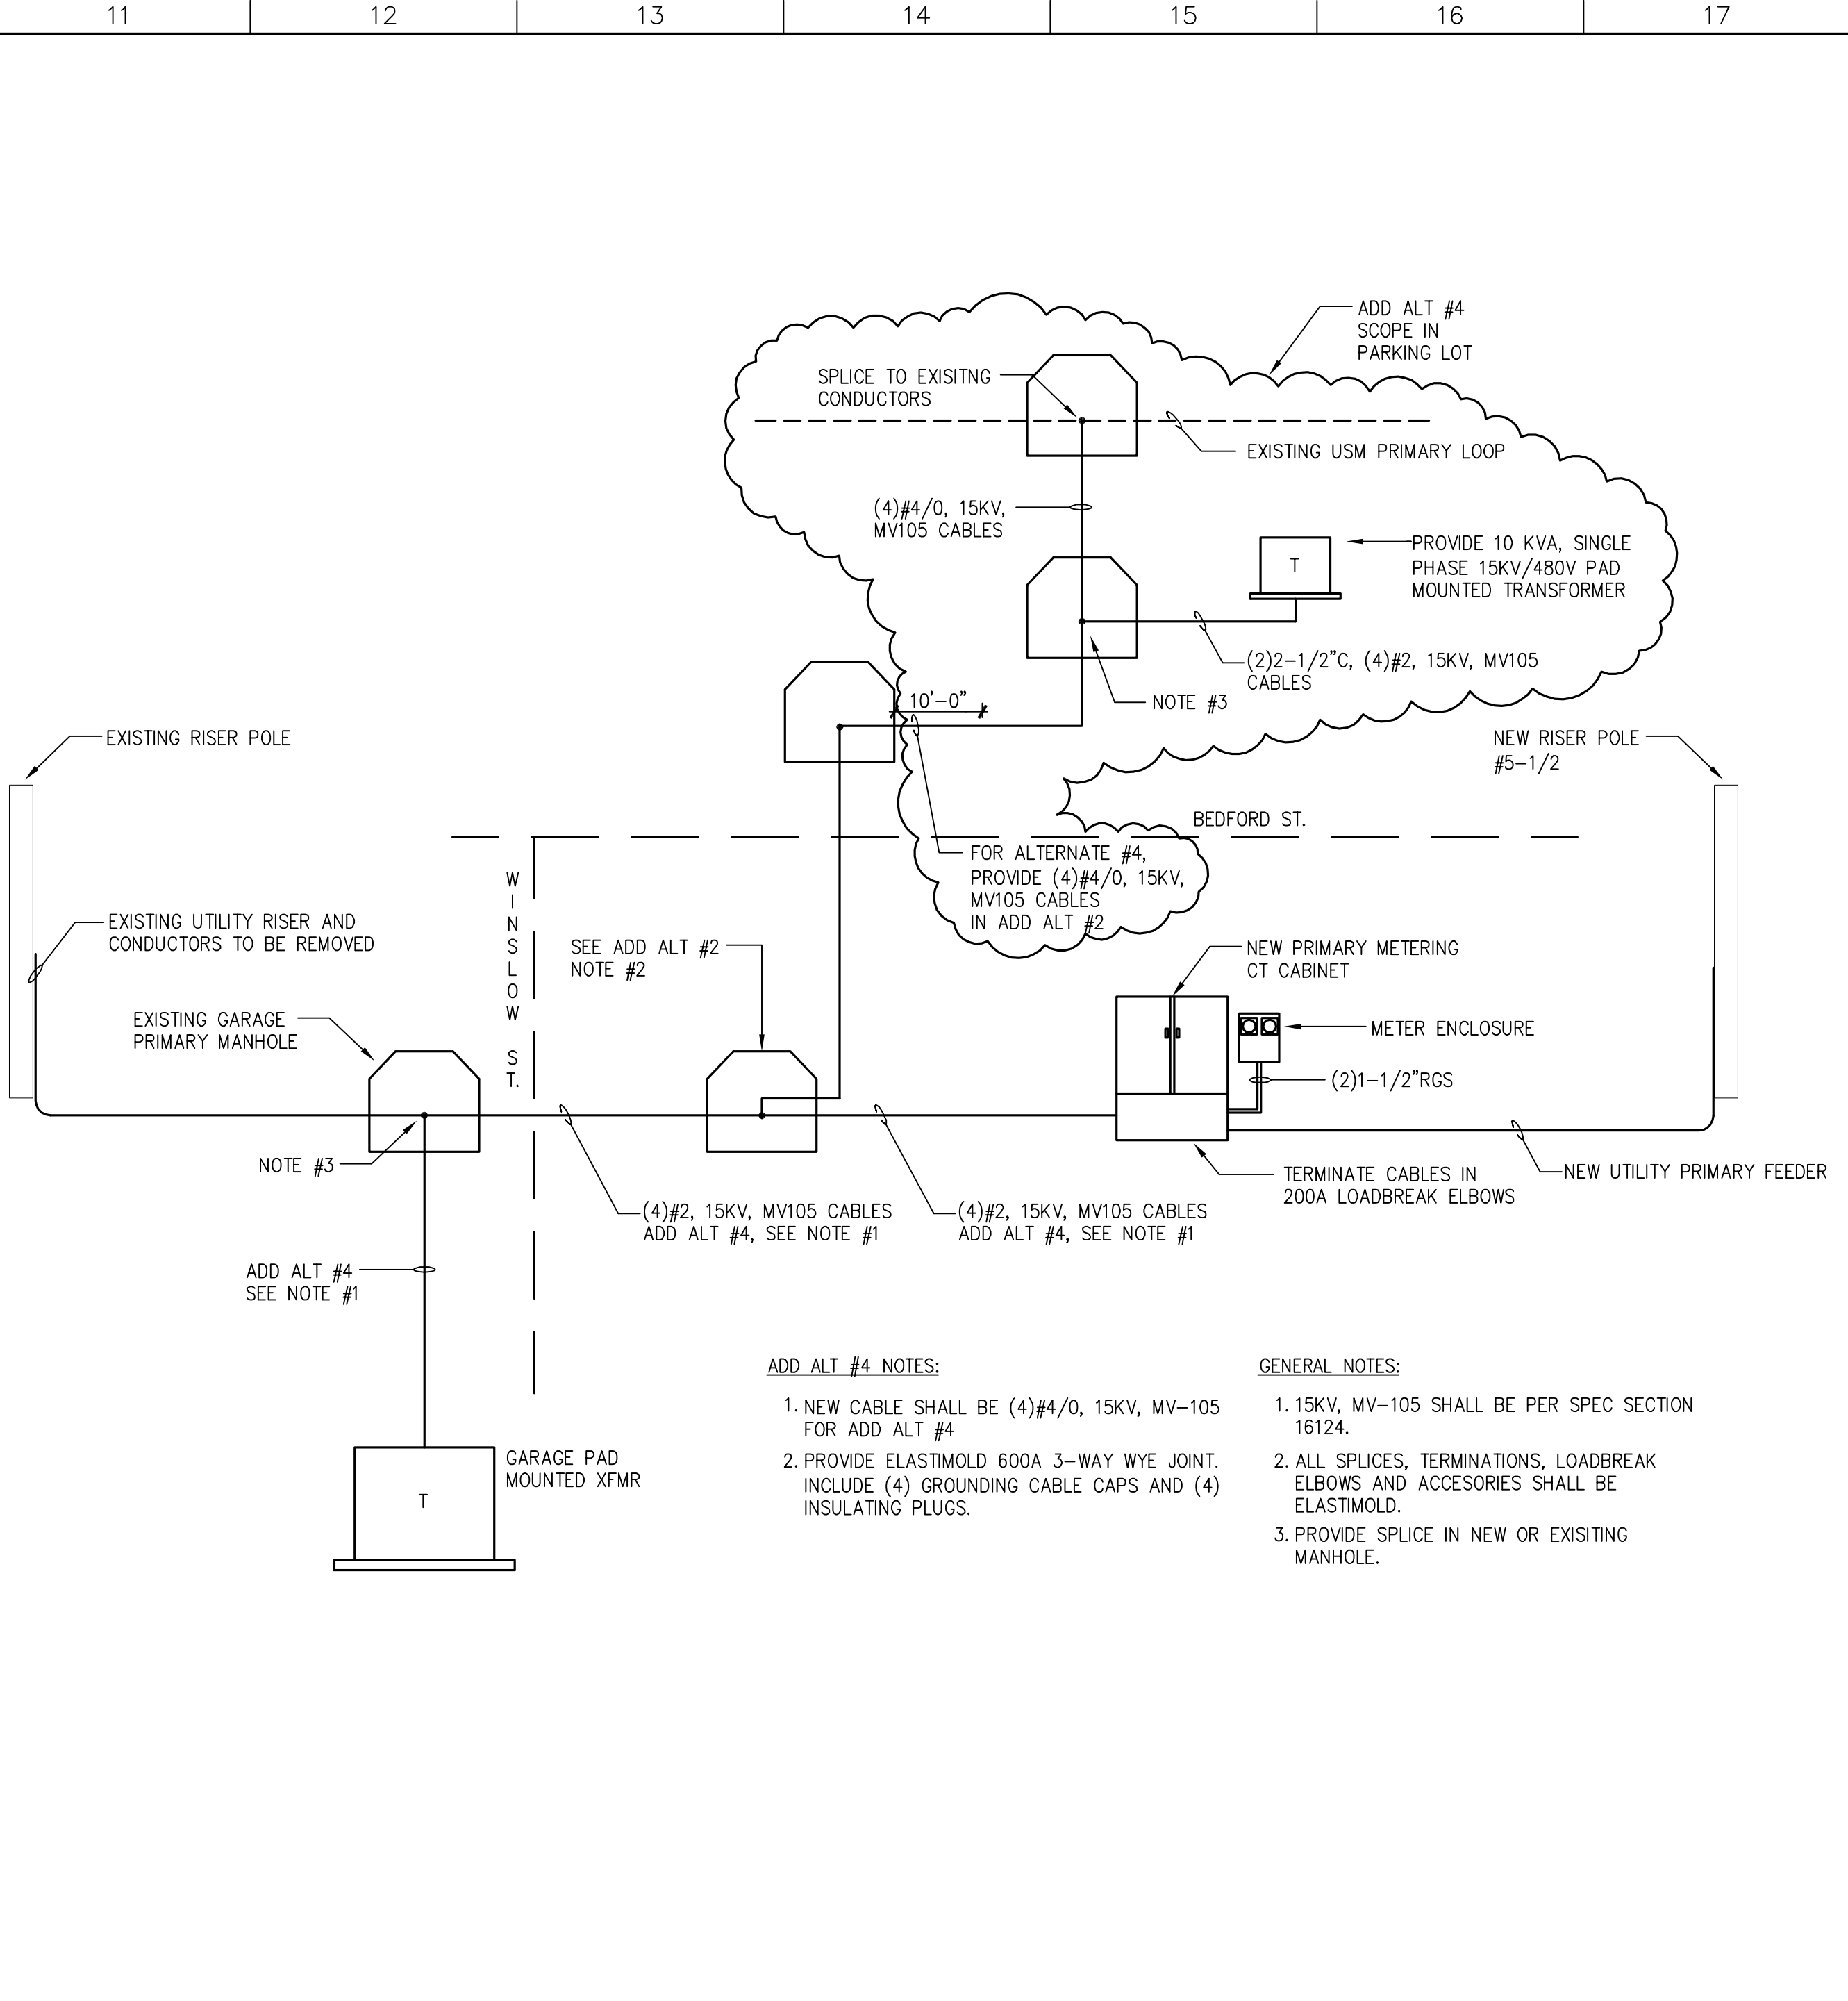 11 12 13 14 15 16 17
ADD ALT #4
SCOPE IN
PARKING LOT
SPLICE TO EXISITNG
CONDUCTORS
EXISTING USM PRIMARY LOOP
(4)#4/0, 15KV,
MV105 CABLES
T
PROVIDE 10 KVA, SINGLE
PHASE 15KV/480V PAD
MOUNTED TRANSFORMER
(2)2-1/2"C, (4)#2, 15KV, MV105
CABLES
NOTE #3
10'-0"
EXISTING RISER POLE
NEW RISER POLE
#5-1/2
BEDFORD ST.
FOR ALTERNATE #4,
PROVIDE (4)#4/0, 15KV,
MV105 CABLES
IN ADD ALT #2
W
I
N
S
L
O
W
S
T.
EXISTING UTILITY RISER AND
CONDUCTORS TO BE REMOVED
SEE ADD ALT #2
NOTE #2
NEW PRIMARY METERING
CT CABINET
EXISTING GARAGE
PRIMARY MANHOLE
METER ENCLOSURE
(2)1-1/2"RGS
NOTE #3
TERMINATE CABLES IN
200A LOADBREAK ELBOWS
NEW UTILITY PRIMARY FEEDER
(4)#2, 15KV, MV105 CABLES
ADD ALT #4, SEE NOTE #1
(4)#2, 15KV, MV105 CABLES
ADD ALT #4, SEE NOTE #1
ADD ALT #4
SEE NOTE #1
GARAGE PAD
MOUNTED XFMR
T
ADD ALT #4 NOTES:
1. NEW CABLE SHALL BE (4)#4/0, 15KV, MV-105
FOR ADD ALT #4
2. PROVIDE ELASTIMOLD 600A 3-WAY WYE JOINT.
INCLUDE (4) GROUNDING CABLE CAPS AND (4)
INSULATING PLUGS.
GENERAL NOTES:
1. 15KV, MV-105 SHALL BE PER SPEC SECTION
16124.
2. ALL SPLICES, TERMINATIONS, LOADBREAK
ELBOWS AND ACCESORIES SHALL BE
ELASTIMOLD.
3. PROVIDE SPLICE IN NEW OR EXISITING
MANHOLE.